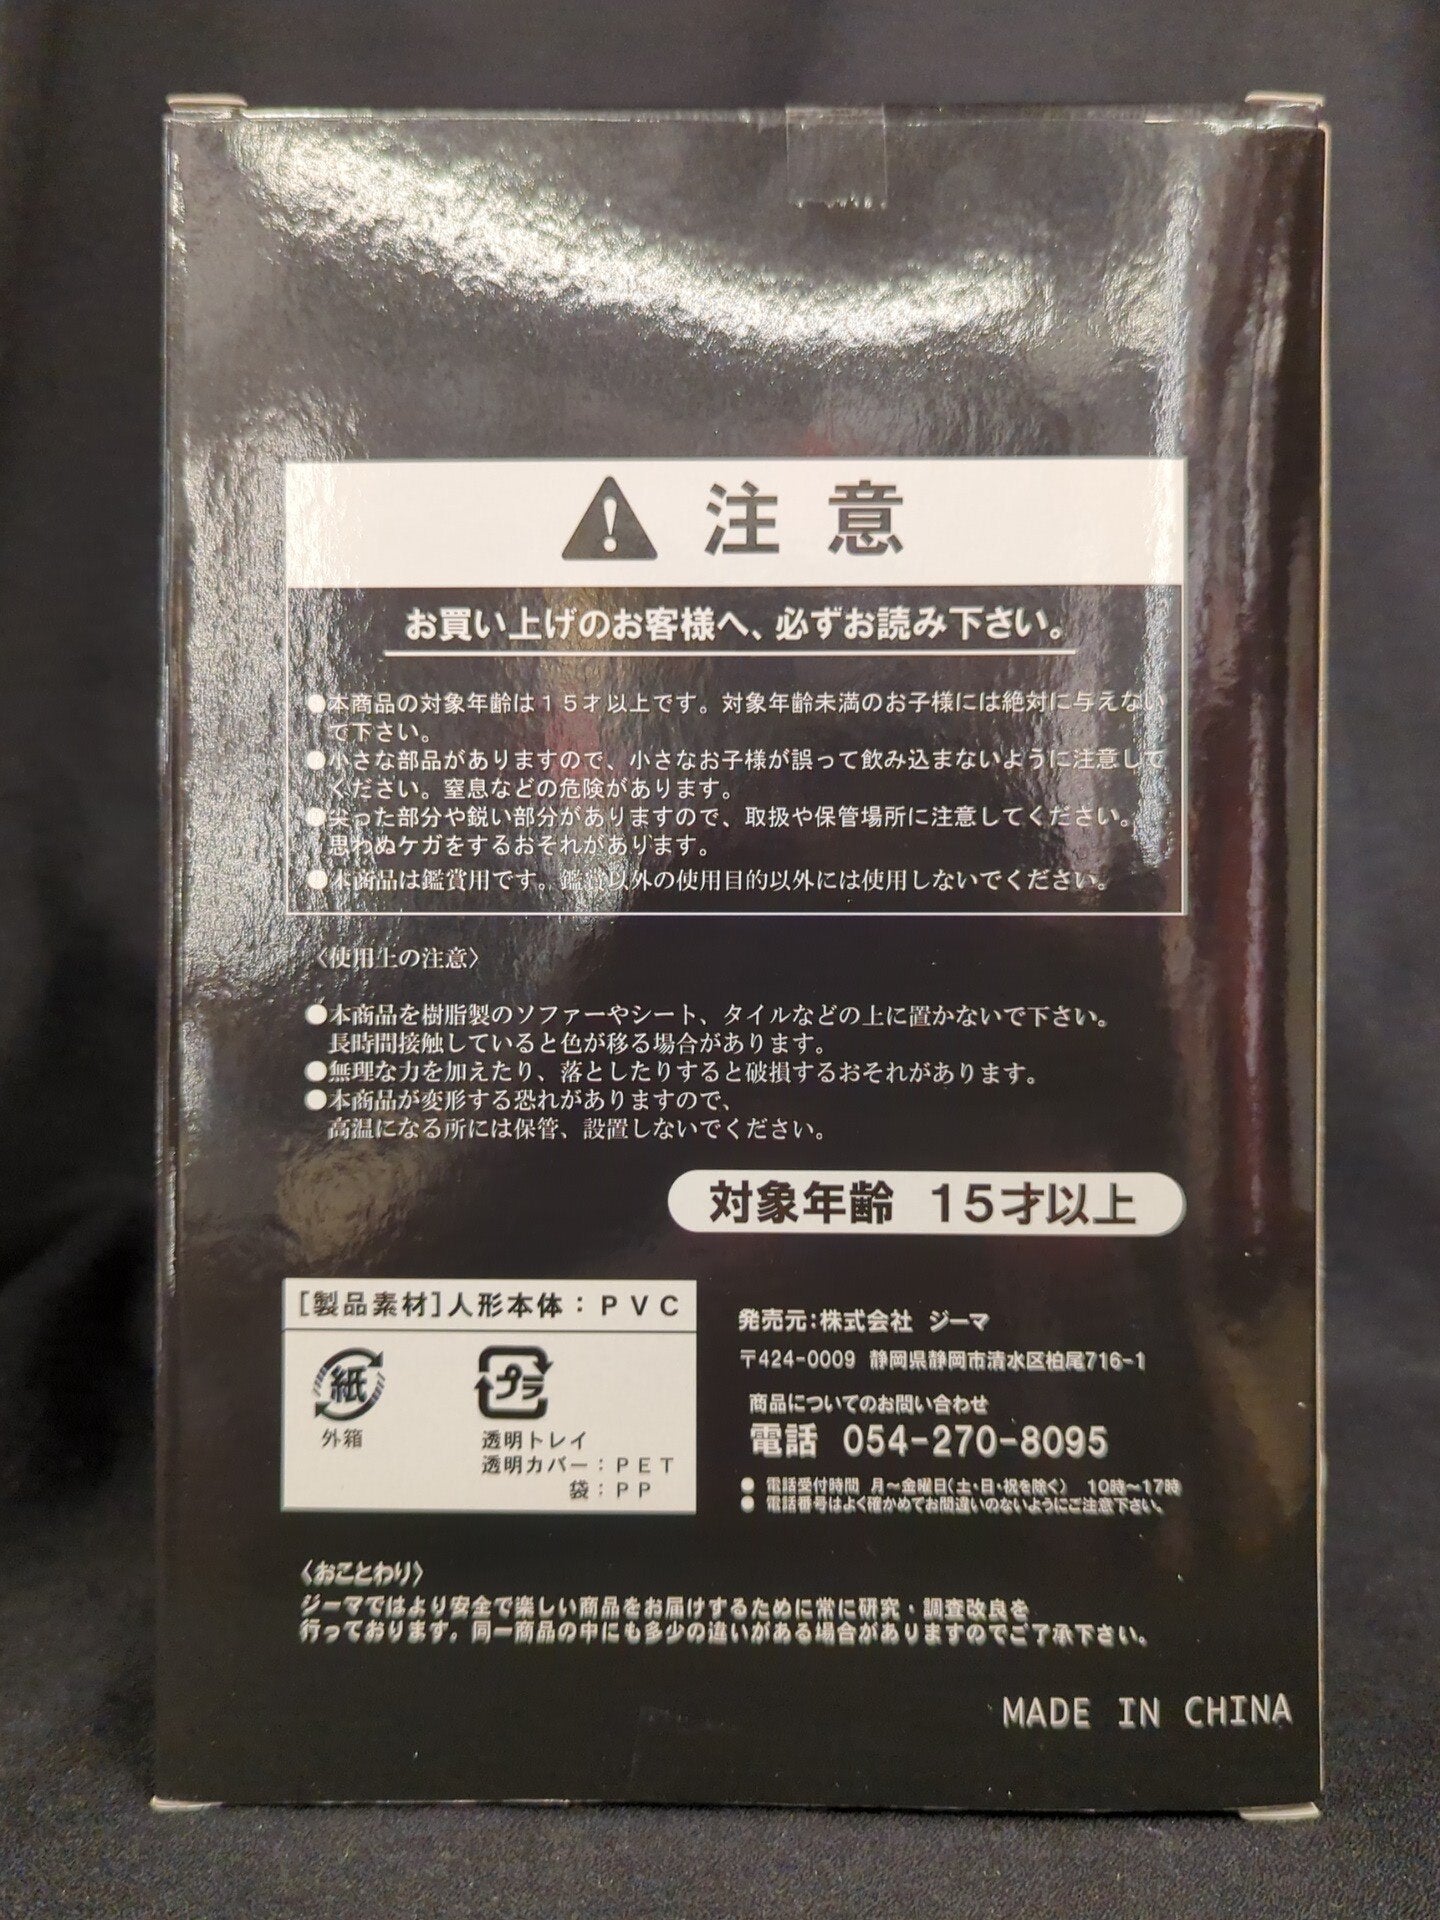 注意
お買い上げのお客様へ、必ずお読み下さい。
●本商品の対象年齢は15才以上です。対象年齢未満のお子様には絶対に与えない
で下さい。
●小さな部品がありますので、小さなお子様が誤って飲み込まないように注意して
ください。窒息などの危険があります。
●尖った部分や鋭い部分がありますので、取扱や保管場所に注意してください。
思わぬケガをするおそれがあります。
●本商品は鑑賞用です。鑑賞以外の使用目的以外には使用しないでください。
〈使用上の注意〉
●本商品を樹脂製のソファーやシート、タイルなどの上に置かないで下さい。
長時間接触していると色が移る場合があります。
●無理な力を加えたり、落としたりすると破損するおそれがあります。
●本商品が変形する恐れがありますので、
高温になる所には保管、設置しないでください。
対象年齢 15才以上
[製品素材]人形本体：PVC
紙
外箱
プラ
透明トレイ
透明カバー：PET
袋：PP
発売元：株式会社 ジーマ
〒424-0009 静岡県静岡市清水区柏尾716-1
商品についてのお問い合わせ
電話 054-270-8095
● 電話受付時間 月～金曜日(土・日・祝を除く) 10時～17時
● 電話番号はよく確かめてお間違いのないようにご注意下さい。
〈おことわり〉
ジーマではより安全で楽しい商品をお届けするために常に研究・調査改良を
行っております。同一商品の中にも多少の違いがある場合がありますのでご了承下さい。
MADE IN CHINA